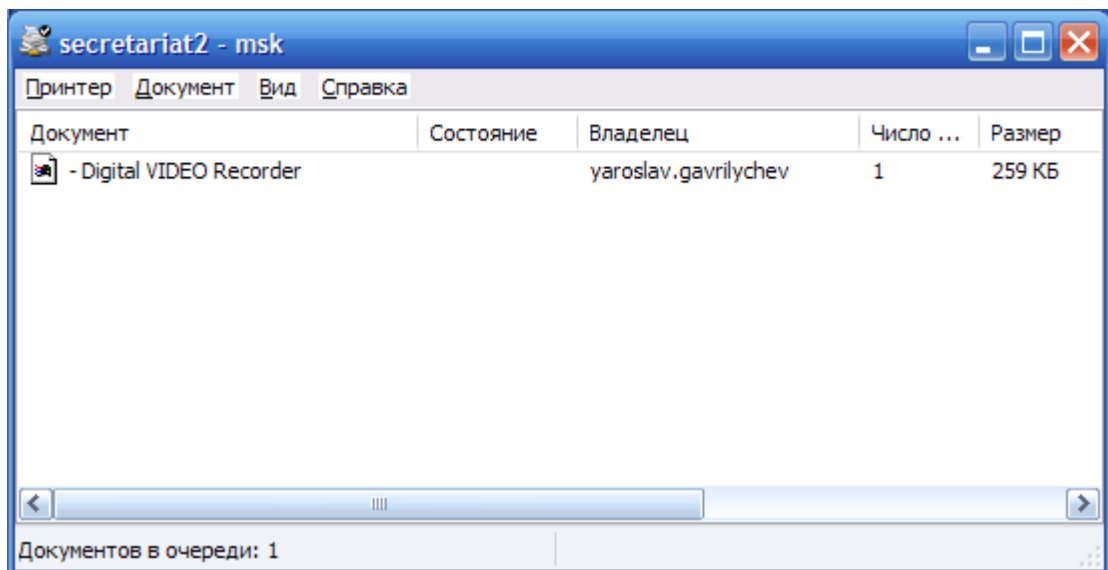 secretariat2 - msk
Принтер Документ Вид Справка
Документ Состояние Владелец Число ... Размер
- Digital VIDEO Recorder yaroslav.gavrilychev 1 259 КБ
Документов в очереди: 1